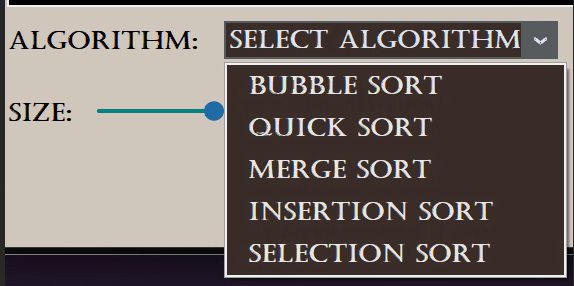 ALGORITHM: SELECT ALGORITHM
SIZE:
BUBBLE SORT
QUICK SORT
MERGE SORT
INSERTION SORT
SELECTION SORT